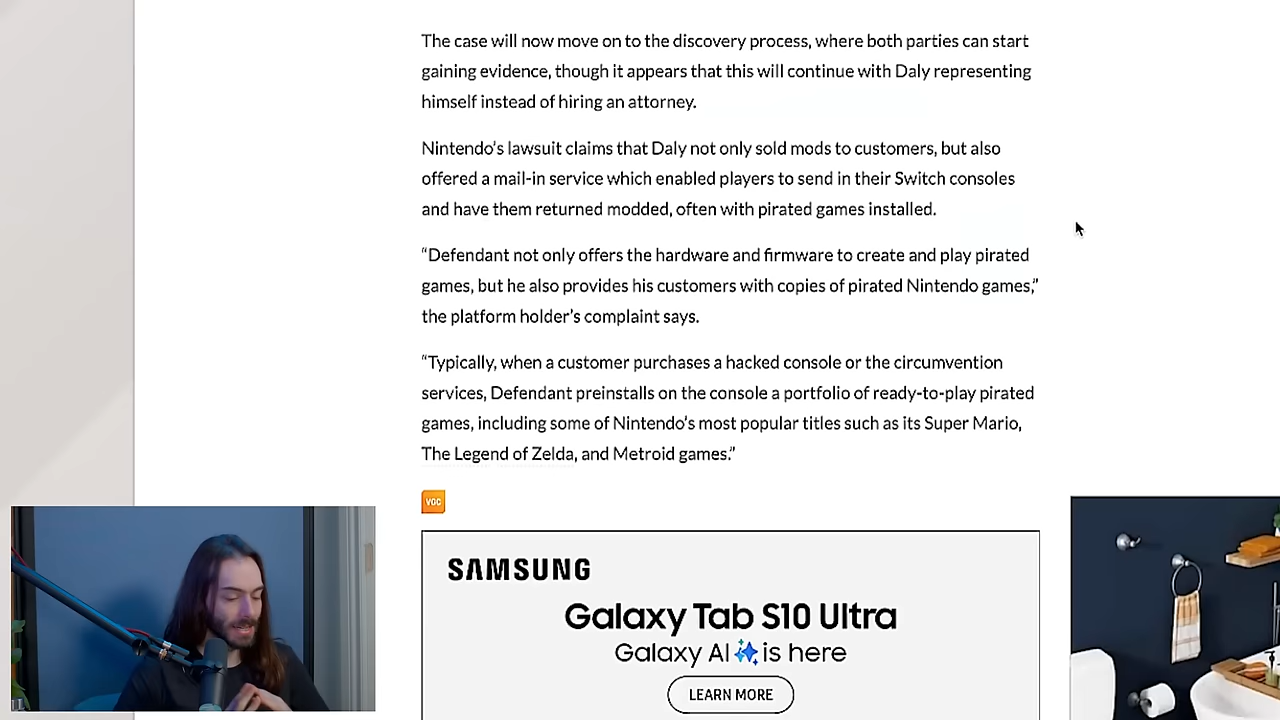 The case will now move on to the discovery process, where both parties can start
gaining evidence, though it appears that this will continue with Daly representing
himself instead of hiring an attorney.
Nintendo’s lawsuit claims that Daly not only sold mods to customers, but also
offered a mail-in service which enabled players to send in their Switch consoles
and have them returned modded, often with pirated games installed.
“Defendant not only offers the hardware and firmware to create and play pirated
games, but he also provides his customers with copies of pirated Nintendo games,”
the platform holder’s complaint says.
“Typically, when a customer purchases a hacked console or the circumvention
services, Defendant preinstalls on the console a portfolio of ready-to-play pirated
games, including some of Nintendo’s most popular titles such as its Super Mario,
The Legend of Zelda, and Metroid games.”
VGC
SAMSUNG
Galaxy Tab S10 Ultra
Galaxy AI is here
LEARN MORE